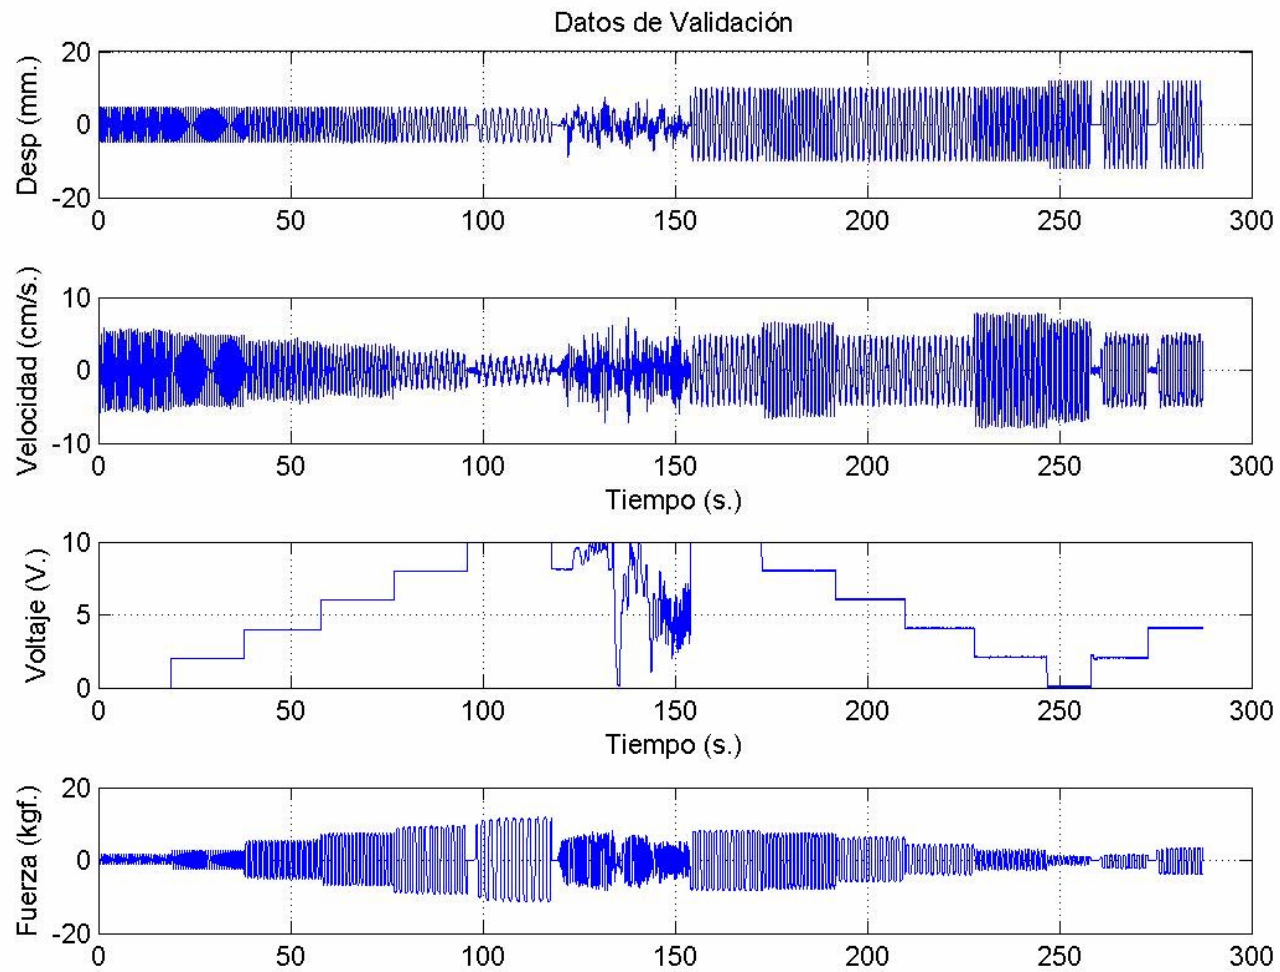 Datos de Validación
20
0
-20
Desp (mm.)
0 50 100 150 200 250 300
10
0
-10
Velocidad (cm/s.)
0 50 100 150 200 250 300
Tiempo (s.)
10
5
0
Voltaje (V.)
0 50 100 150 200 250 300
Tiempo (s.)
20
0
-20
Fuerza (kgf.)
0 50 100 150 200 250 300